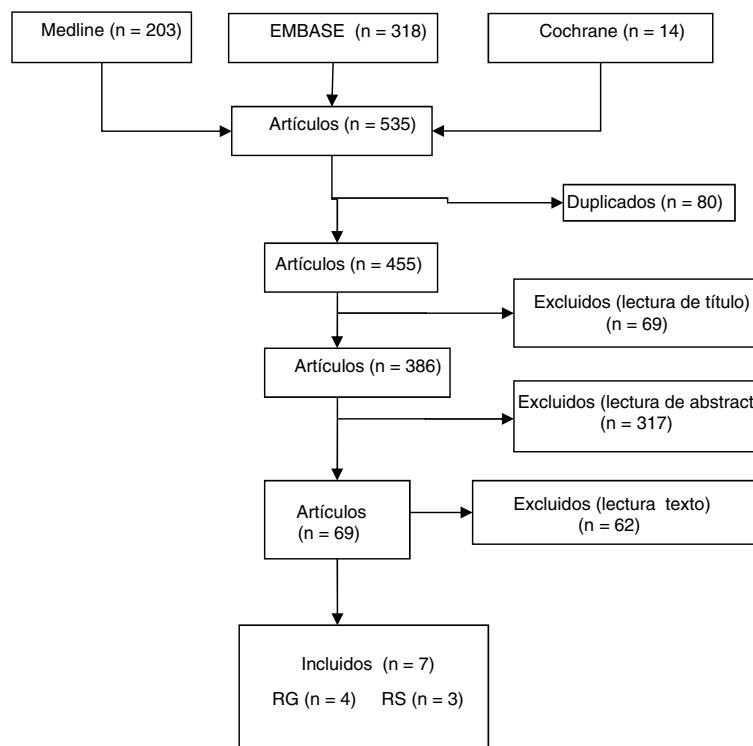 Medline (n = 203)
EMBASE (n = 318)
Cochrane (n = 14)
Artículos (n = 535)
Duplicados (n = 80)
Artículos (n = 455)
Excluidos (lectura de título)
(n = 69)
Artículos (n = 386)
Excluidos (lectura de abstract
(n = 317)
Artículos
(n = 69)
Excluidos (lectura texto)
(n = 62)
Incluidos (n = 7)
RG (n = 4) RS (n = 3)